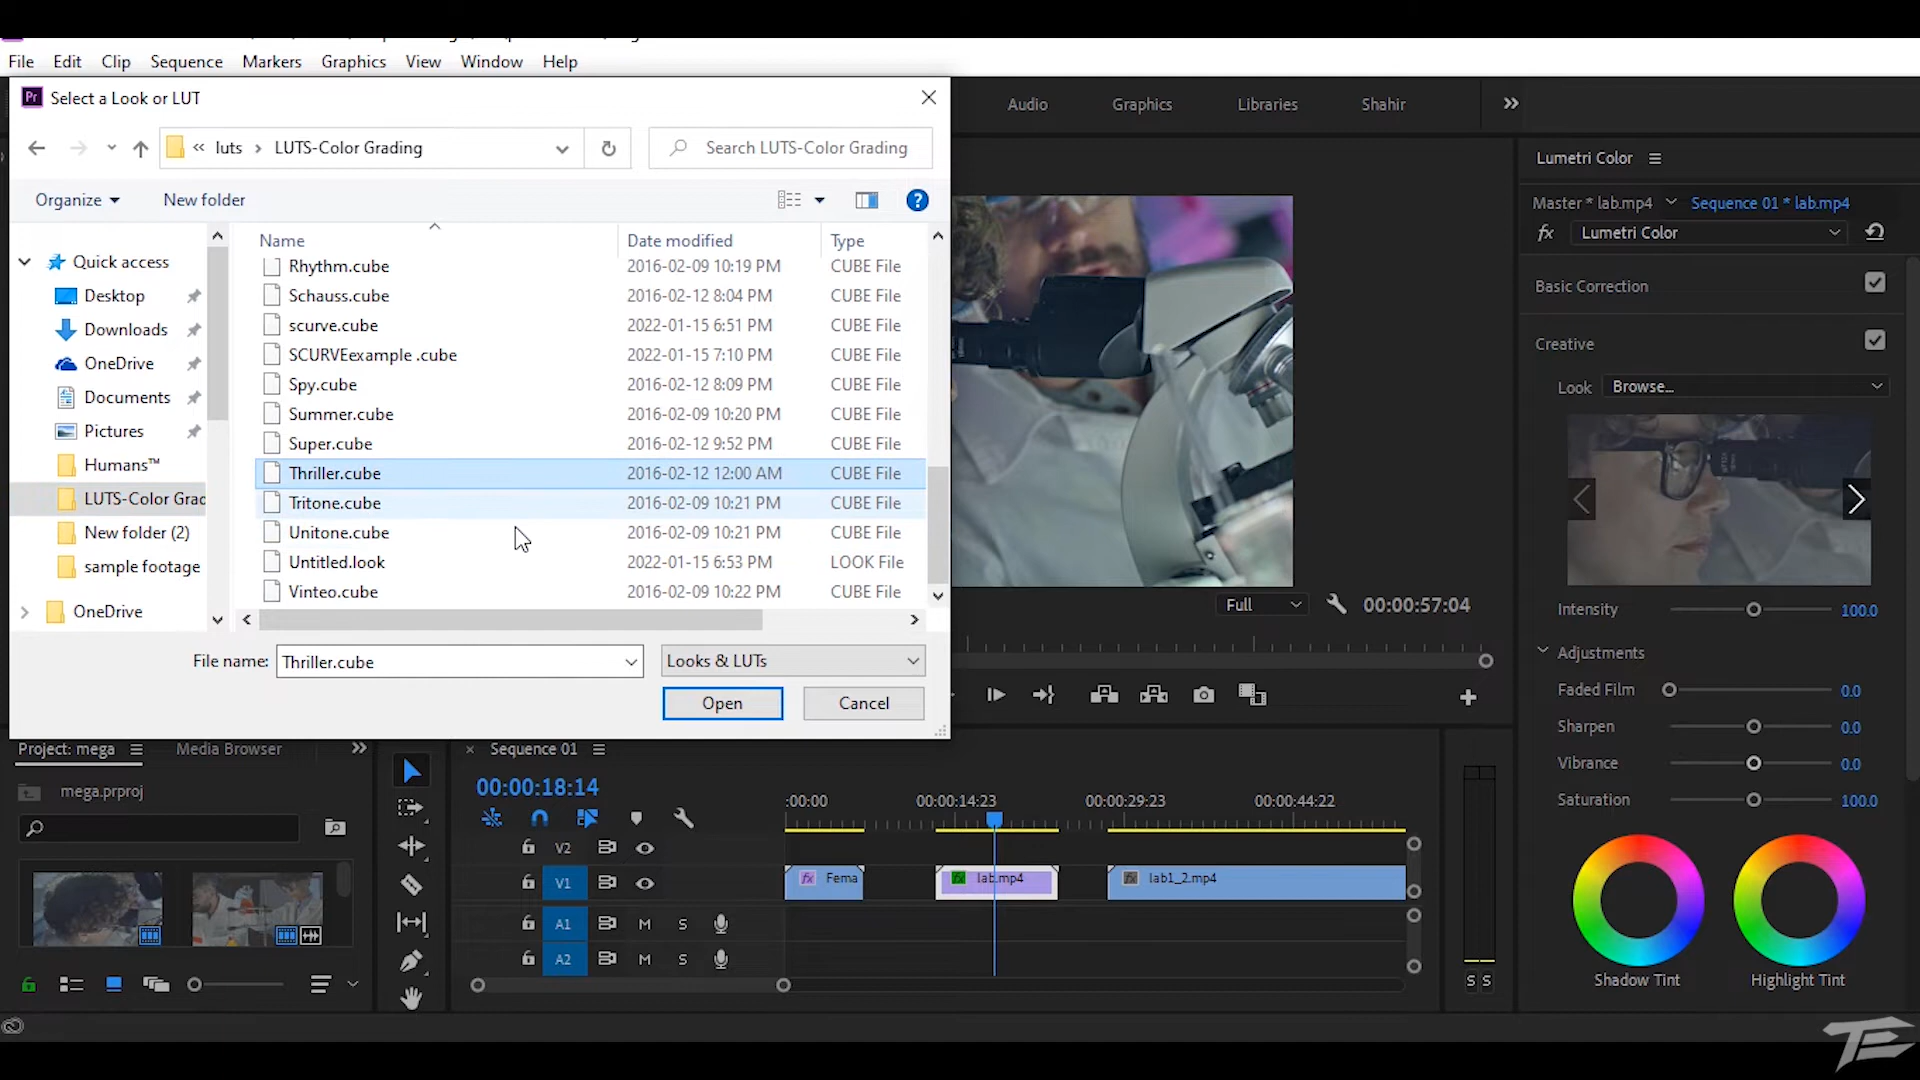 File Edit Clip Sequence Markers Graphics View Window Help
Pr Select a Look or LUT
« luts › LUTS-Color Grading
Search LUTS-Color Grading
Organize New folder
?
Quick access
Desktop
Downloads
OneDrive
Documents
Pictures
Humans™
LUTS-Color Grad
New folder (2)
sample footage
OneDrive
Name Date modified Type
Rhythm.cube 2016-02-09 10:19 PM CUBE File
Schauss.cube 2016-02-12 8:04 PM CUBE File
scurve.cube 2022-01-15 6:51 PM CUBE File
SCURVEexample .cube 2022-01-15 7:10 PM CUBE File
Spy.cube 2016-02-12 8:09 PM CUBE File
Summer.cube 2016-02-09 10:20 PM CUBE File
Super.cube 2016-02-12 9:52 PM CUBE File
Thriller.cube 2016-02-12 12:00 AM CUBE File
Tritone.cube 2016-02-09 10:21 PM CUBE File
Unitone.cube 2016-02-09 10:21 PM CUBE File
Untitled.look 2022-01-15 6:53 PM LOOK File
Vinteo.cube 2016-02-09 10:22 PM CUBE File
File name: Thriller.cube Looks & LUTs
Open Cancel
Audio Graphics Libraries Shahir
Full 00:00:57:04
Lumetri Color
Master * lab.mp4 Sequence 01 * lab.mp4
fx Lumetri Color
Basic Correction
Creative
Look Browse...
Intensity 100.0
Adjustments
Faded Film 0.0
Sharpen 0.0
Vibrance 0.0
Saturation 100.0
Shadow Tint Highlight Tint
Project: mega Media Browser
mega.prproj
× Sequence 01
00:00:18:14
:00:00 00:00:14:23 00:00:29:23 00:00:44:22
V2
V1
fx Fema
fx lab.mp4
fx lab1_2.mp4
A1 M S
A2 M S
S S
TE